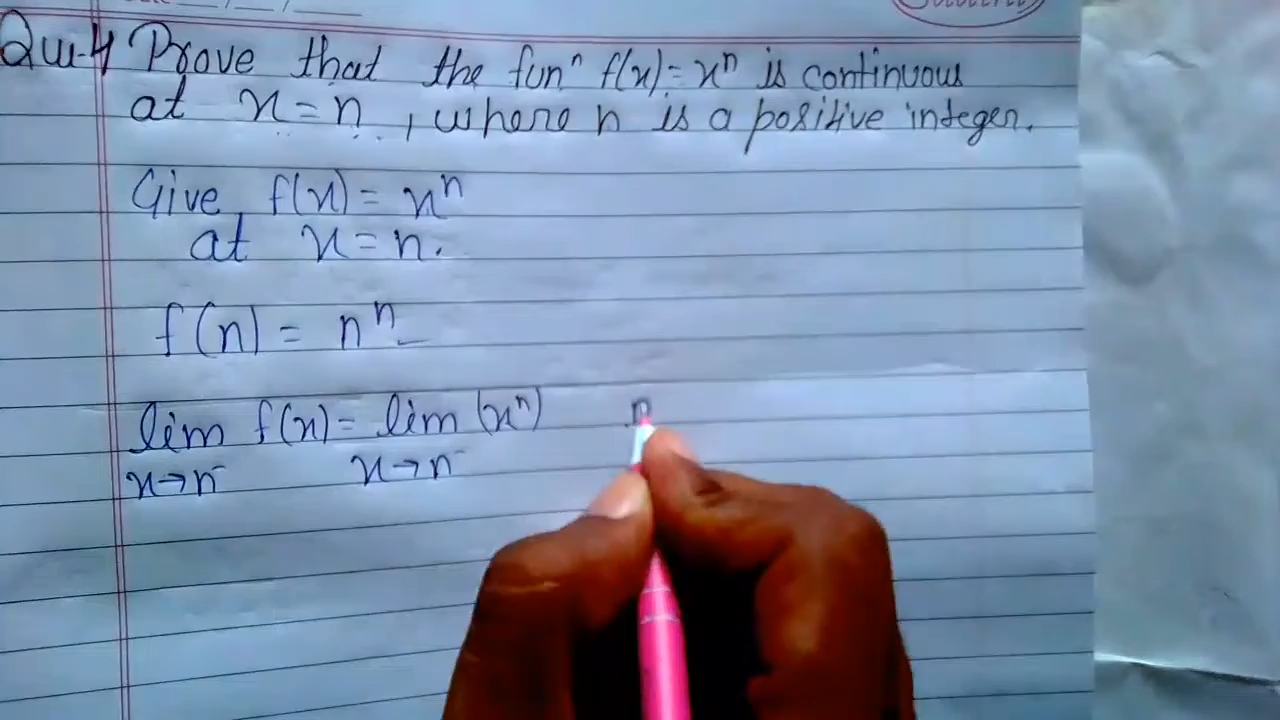 Qus-4 Prove that the funⁿ f(x) = xⁿ is continuous
at x = n, where n is a positive integer.
Give, f(x) = xⁿ
at x = n.
f(n) = nⁿ
lim f(x) = lim (xⁿ) n
x→n⁻ x→n⁻